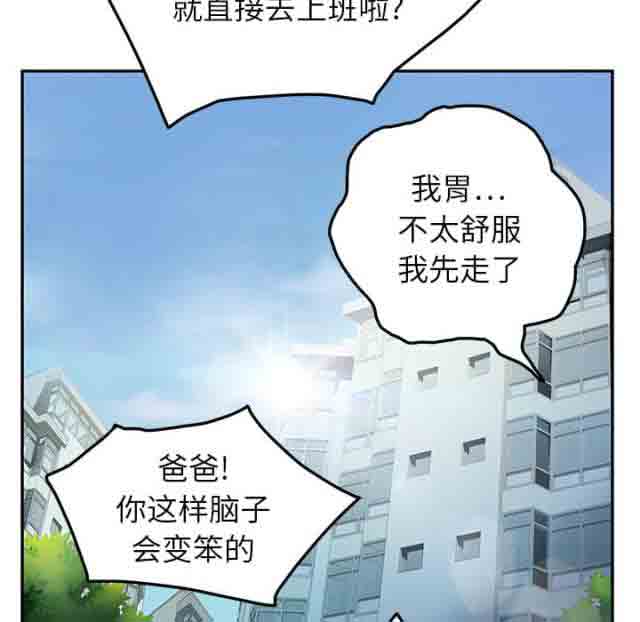 就直接去上班啦?
我胃...
不太舒服
我先走了
爸爸!
你这样脑子
会变笨的